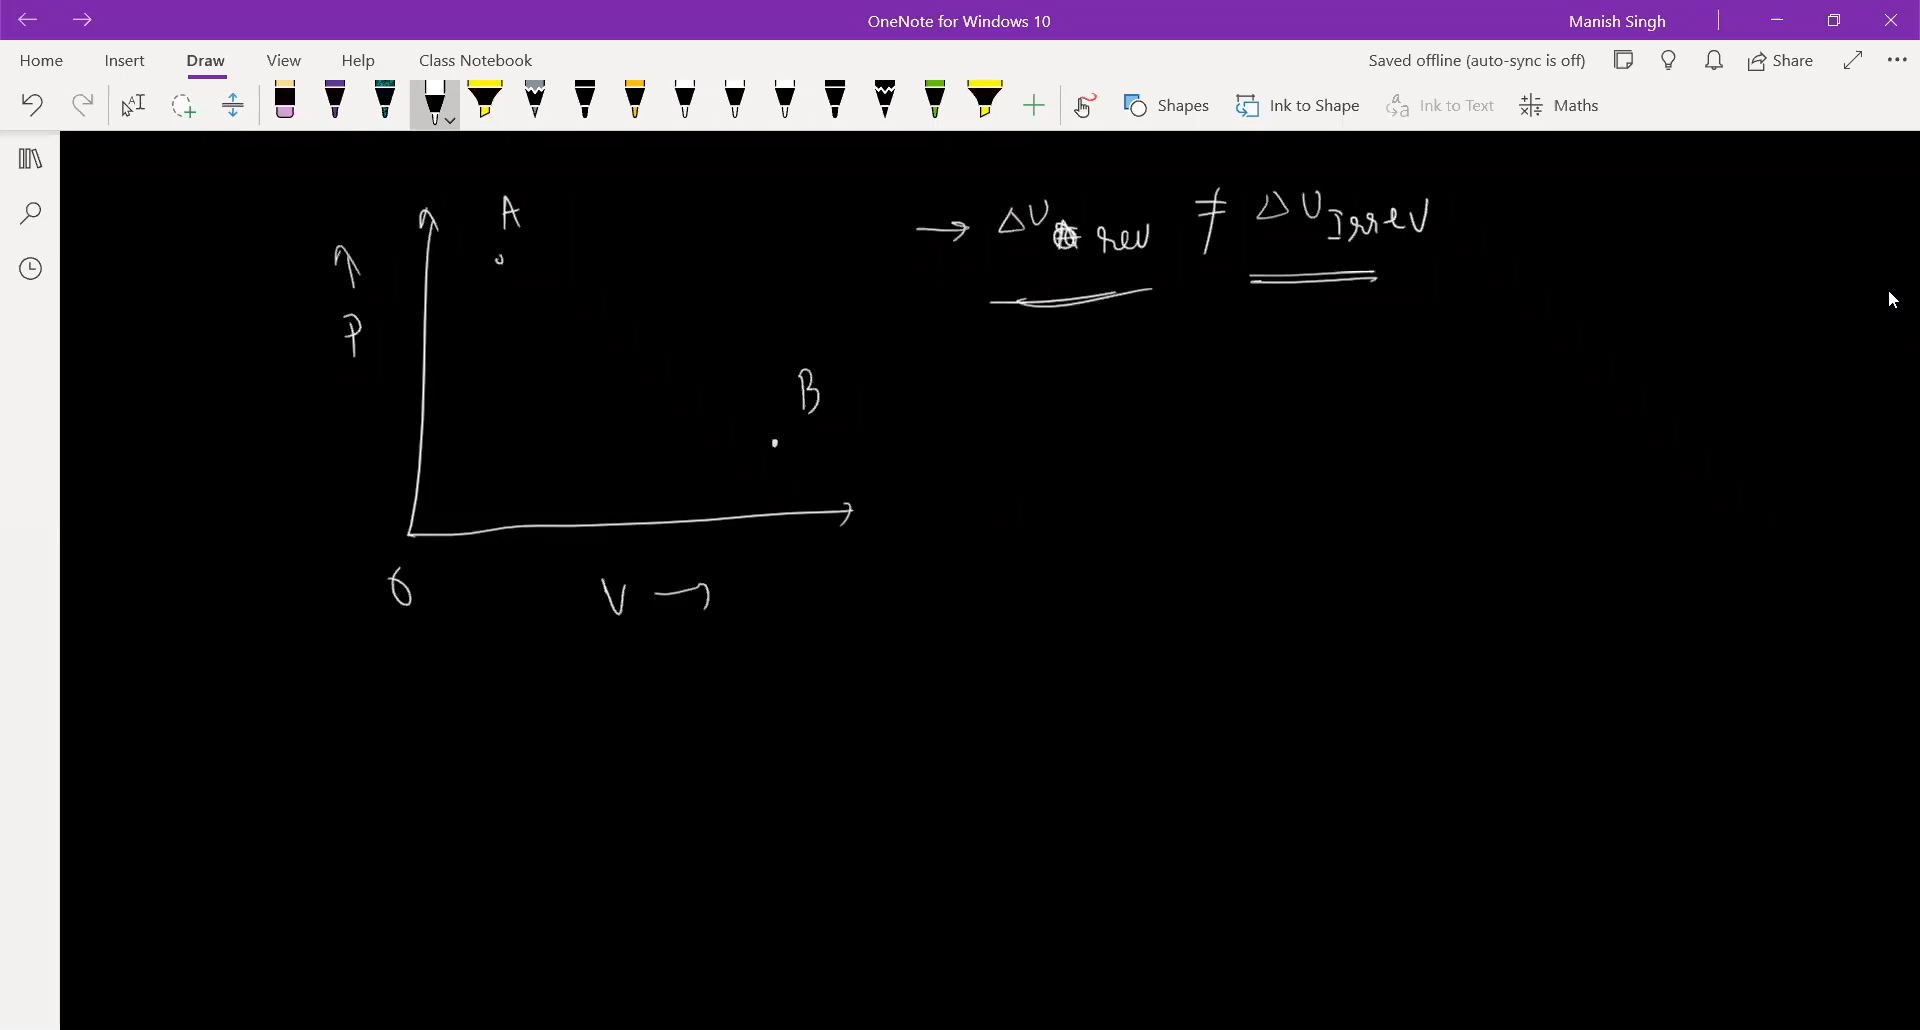 OneNote for Windows 10
Manish Singh
Home Insert Draw View Help Class Notebook
Saved offline (auto-sync is off) Share
Shapes Ink to Shape Ink to Text Maths
A
→ ΔU rev ≠ ΔU Irrev
P
B
O
V →